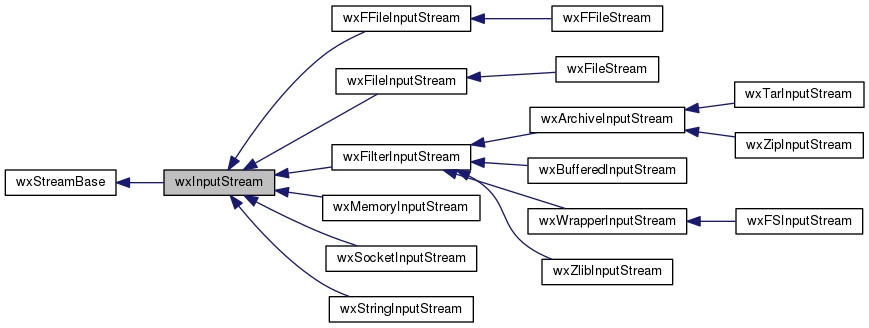 wxFFileInputStream
wxFFileStream
wxFileInputStream
wxFileStream
wxTarInputStream
wxArchiveInputStream
wxZipInputStream
wxFilterInputStream
wxBufferedInputStream
wxStreamBase
wxInputStream
wxMemoryInputStream
wxWrapperInputStream
wxFSInputStream
wxSocketInputStream
wxZlibInputStream
wxStringInputStream